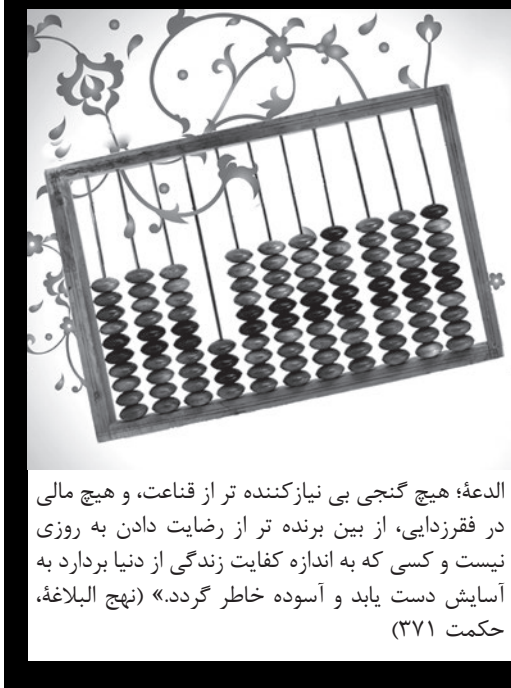 الدعة؛ هیچ گنجی بی نیازکننده تر از قناعت، و هیچ مالی
در فقرزدایی، از بین برنده تر از رضایت دادن به روزی
نیست و کسی که به اندازه کفایت زندگی از دنیا بردارد به
آسایش دست یابد و آسوده خاطر گردد.» (نهج البلاغة،
حکمت ۳۷۱)